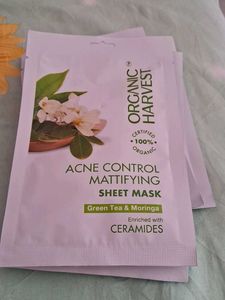 ORGANIC
HARVEST
CERTIFIED
100%
ORGANIC
ACNE CONTROL
MATTIFYING
SHEET MASK
Green Tea & Moringa
Enriched with
CERAMIDES